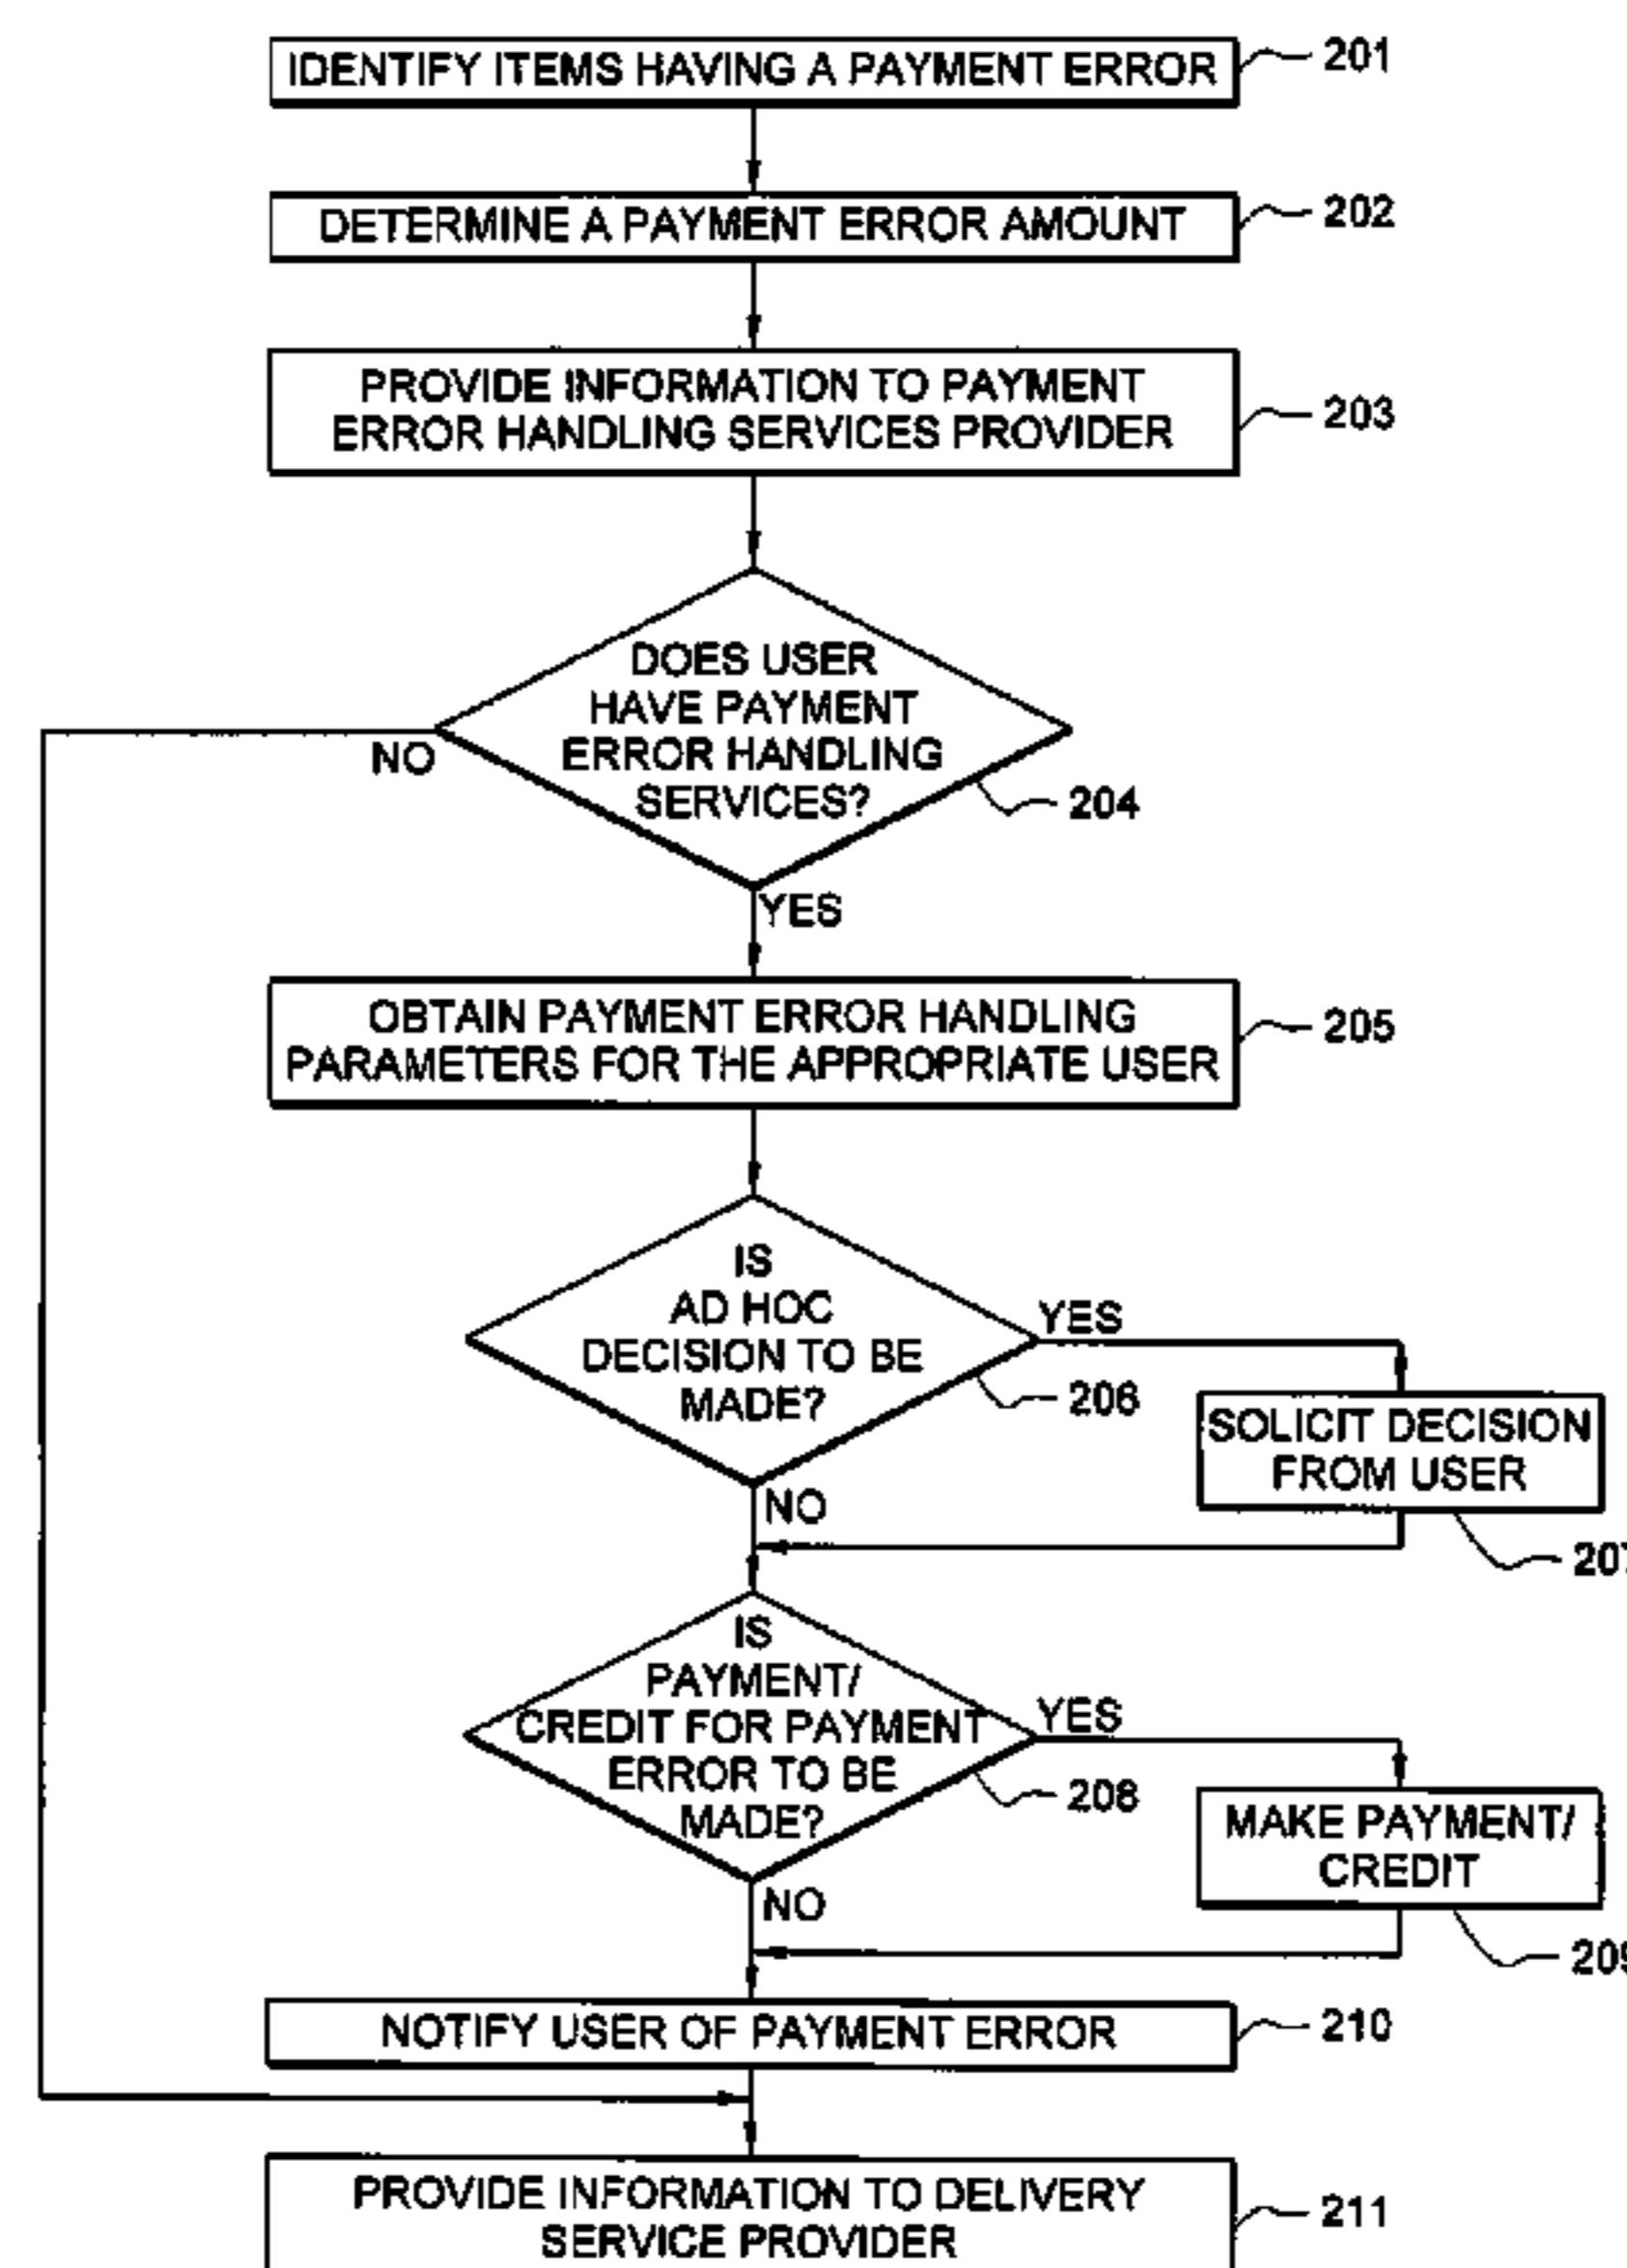 IDENTIFY ITEMS HAVING A PAYMENT ERROR
201
DETERMINE A PAYMENT ERROR AMOUNT
202
PROVIDE INFORMATION TO PAYMENT
ERROR HANDLING SERVICES PROVIDER
203
DOES USER
HAVE PAYMENT
ERROR HANDLING
SERVICES?
NO
204
YES
OBTAIN PAYMENT ERROR HANDLING
PARAMETERS FOR THE APPROPRIATE USER
205
IS
AD HOC
DECISION TO BE
MADE?
YES
206
SOLICIT DECISION
FROM USER
NO
207
IS
PAYMENT/
CREDIT FOR PAYMENT
ERROR TO BE
MADE?
YES
208
MAKE PAYMENT/
CREDIT
NO
209
NOTIFY USER OF PAYMENT ERROR
210
PROVIDE INFORMATION TO DELIVERY
SERVICE PROVIDER
211